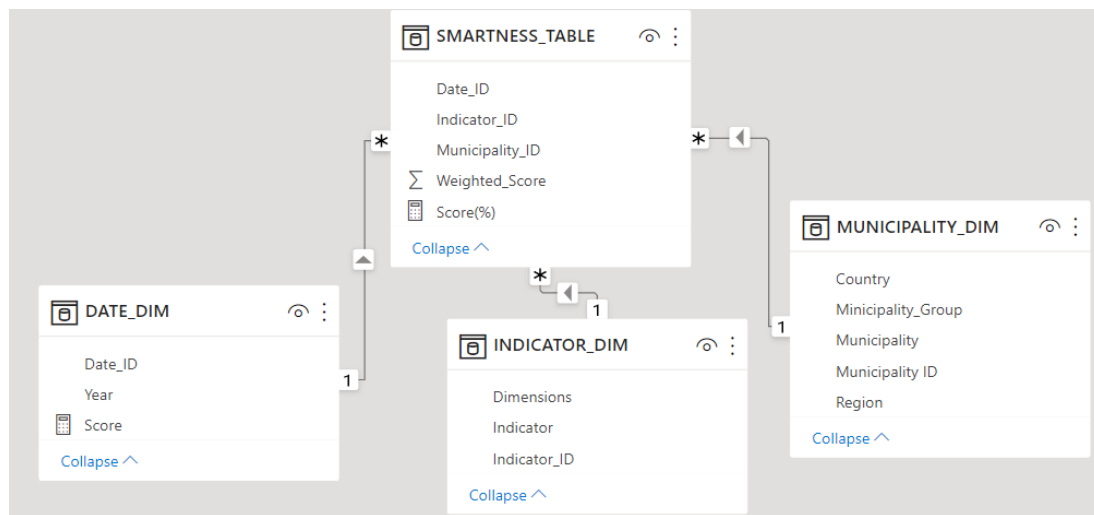 SMARTNESS_TABLE
Date_ID
Indicator_ID
Municipality_ID
Σ Weighted_Score
Score(%)
Collapse
*
*
*
1
1
1
DATE_DIM
Date_ID
Year
Score
Collapse
INDICATOR_DIM
Dimensions
Indicator
Indicator_ID
Collapse
MUNICIPALITY_DIM
Country
Minicipality_Group
Municipality
Municipality ID
Region
Collapse